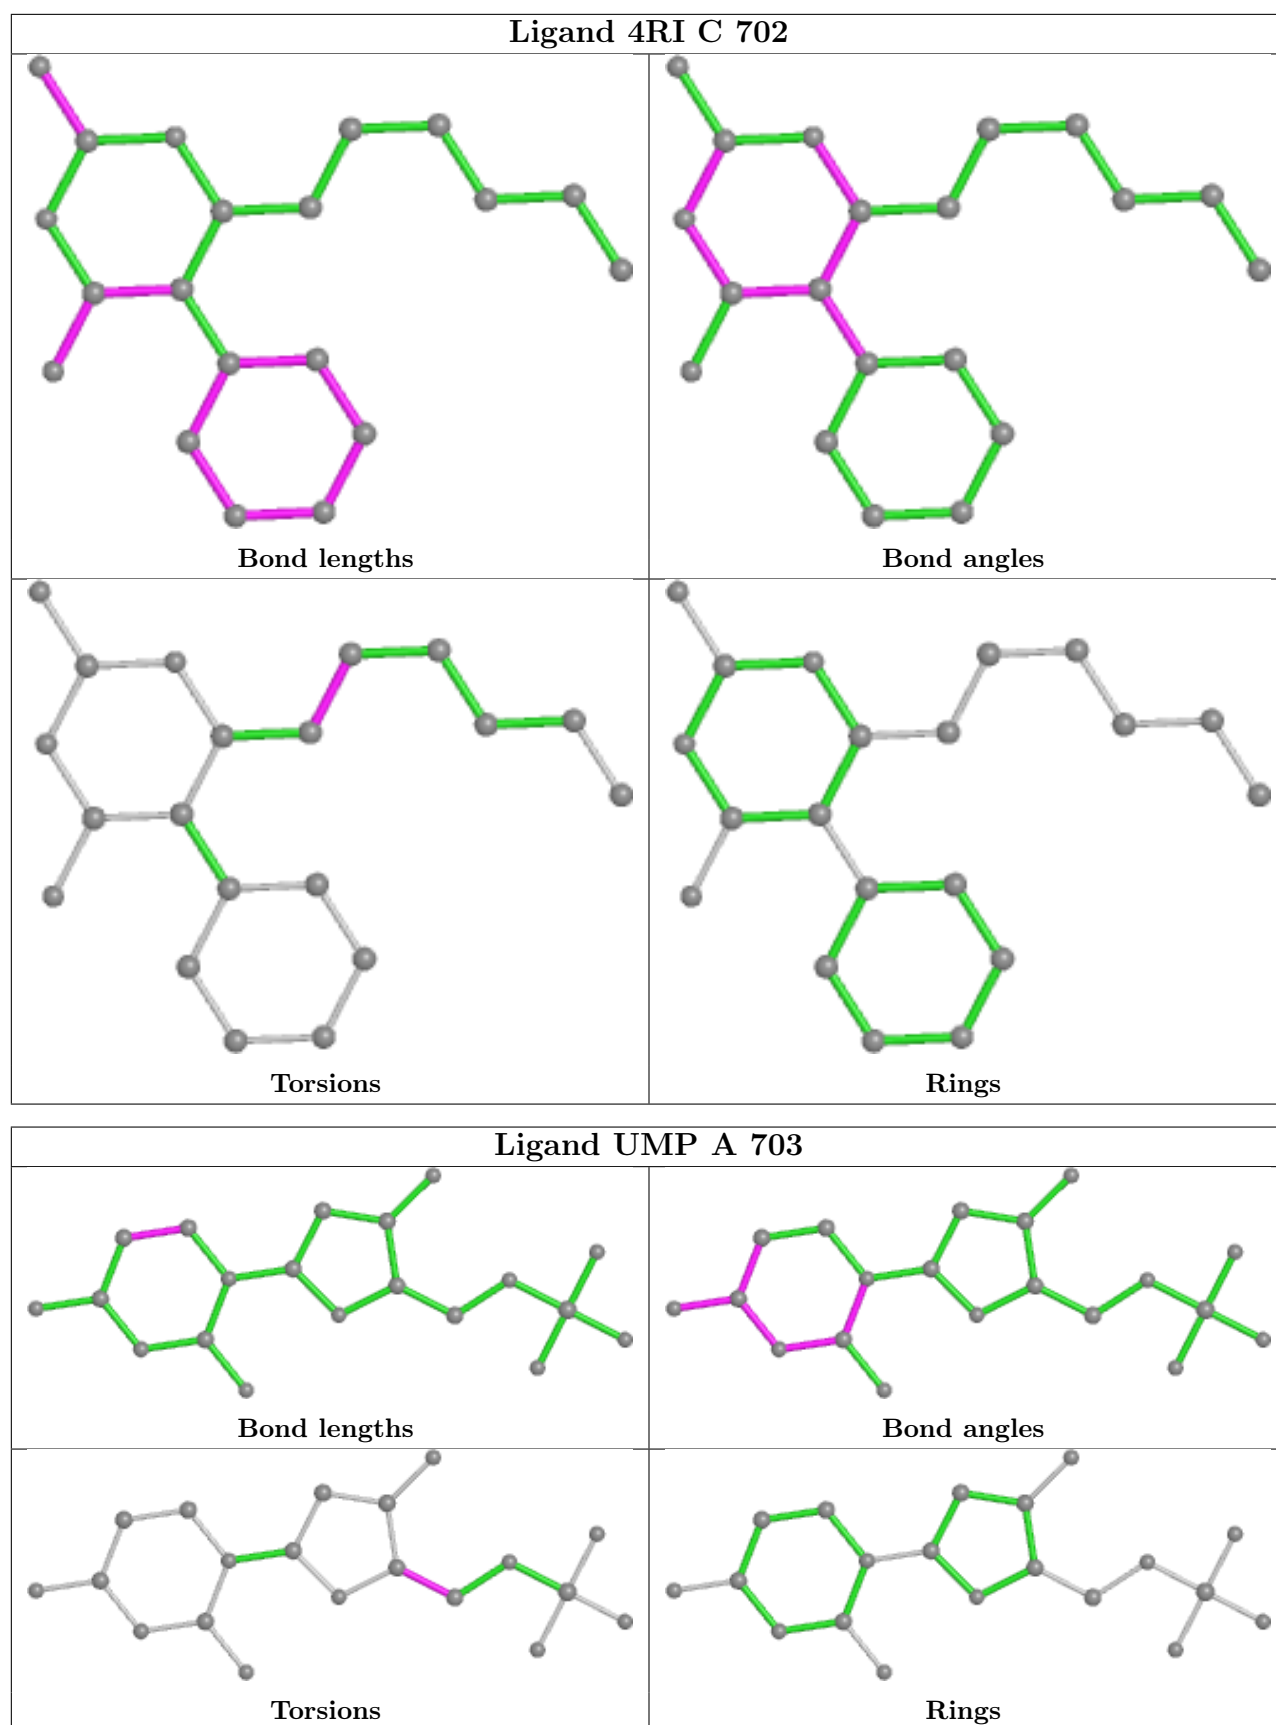 Ligand 4RI C 702
Bond lengths
Bond angles
Torsions
Rings
Ligand UMP A 703
Bond lengths
Bond angles
Torsions
Rings